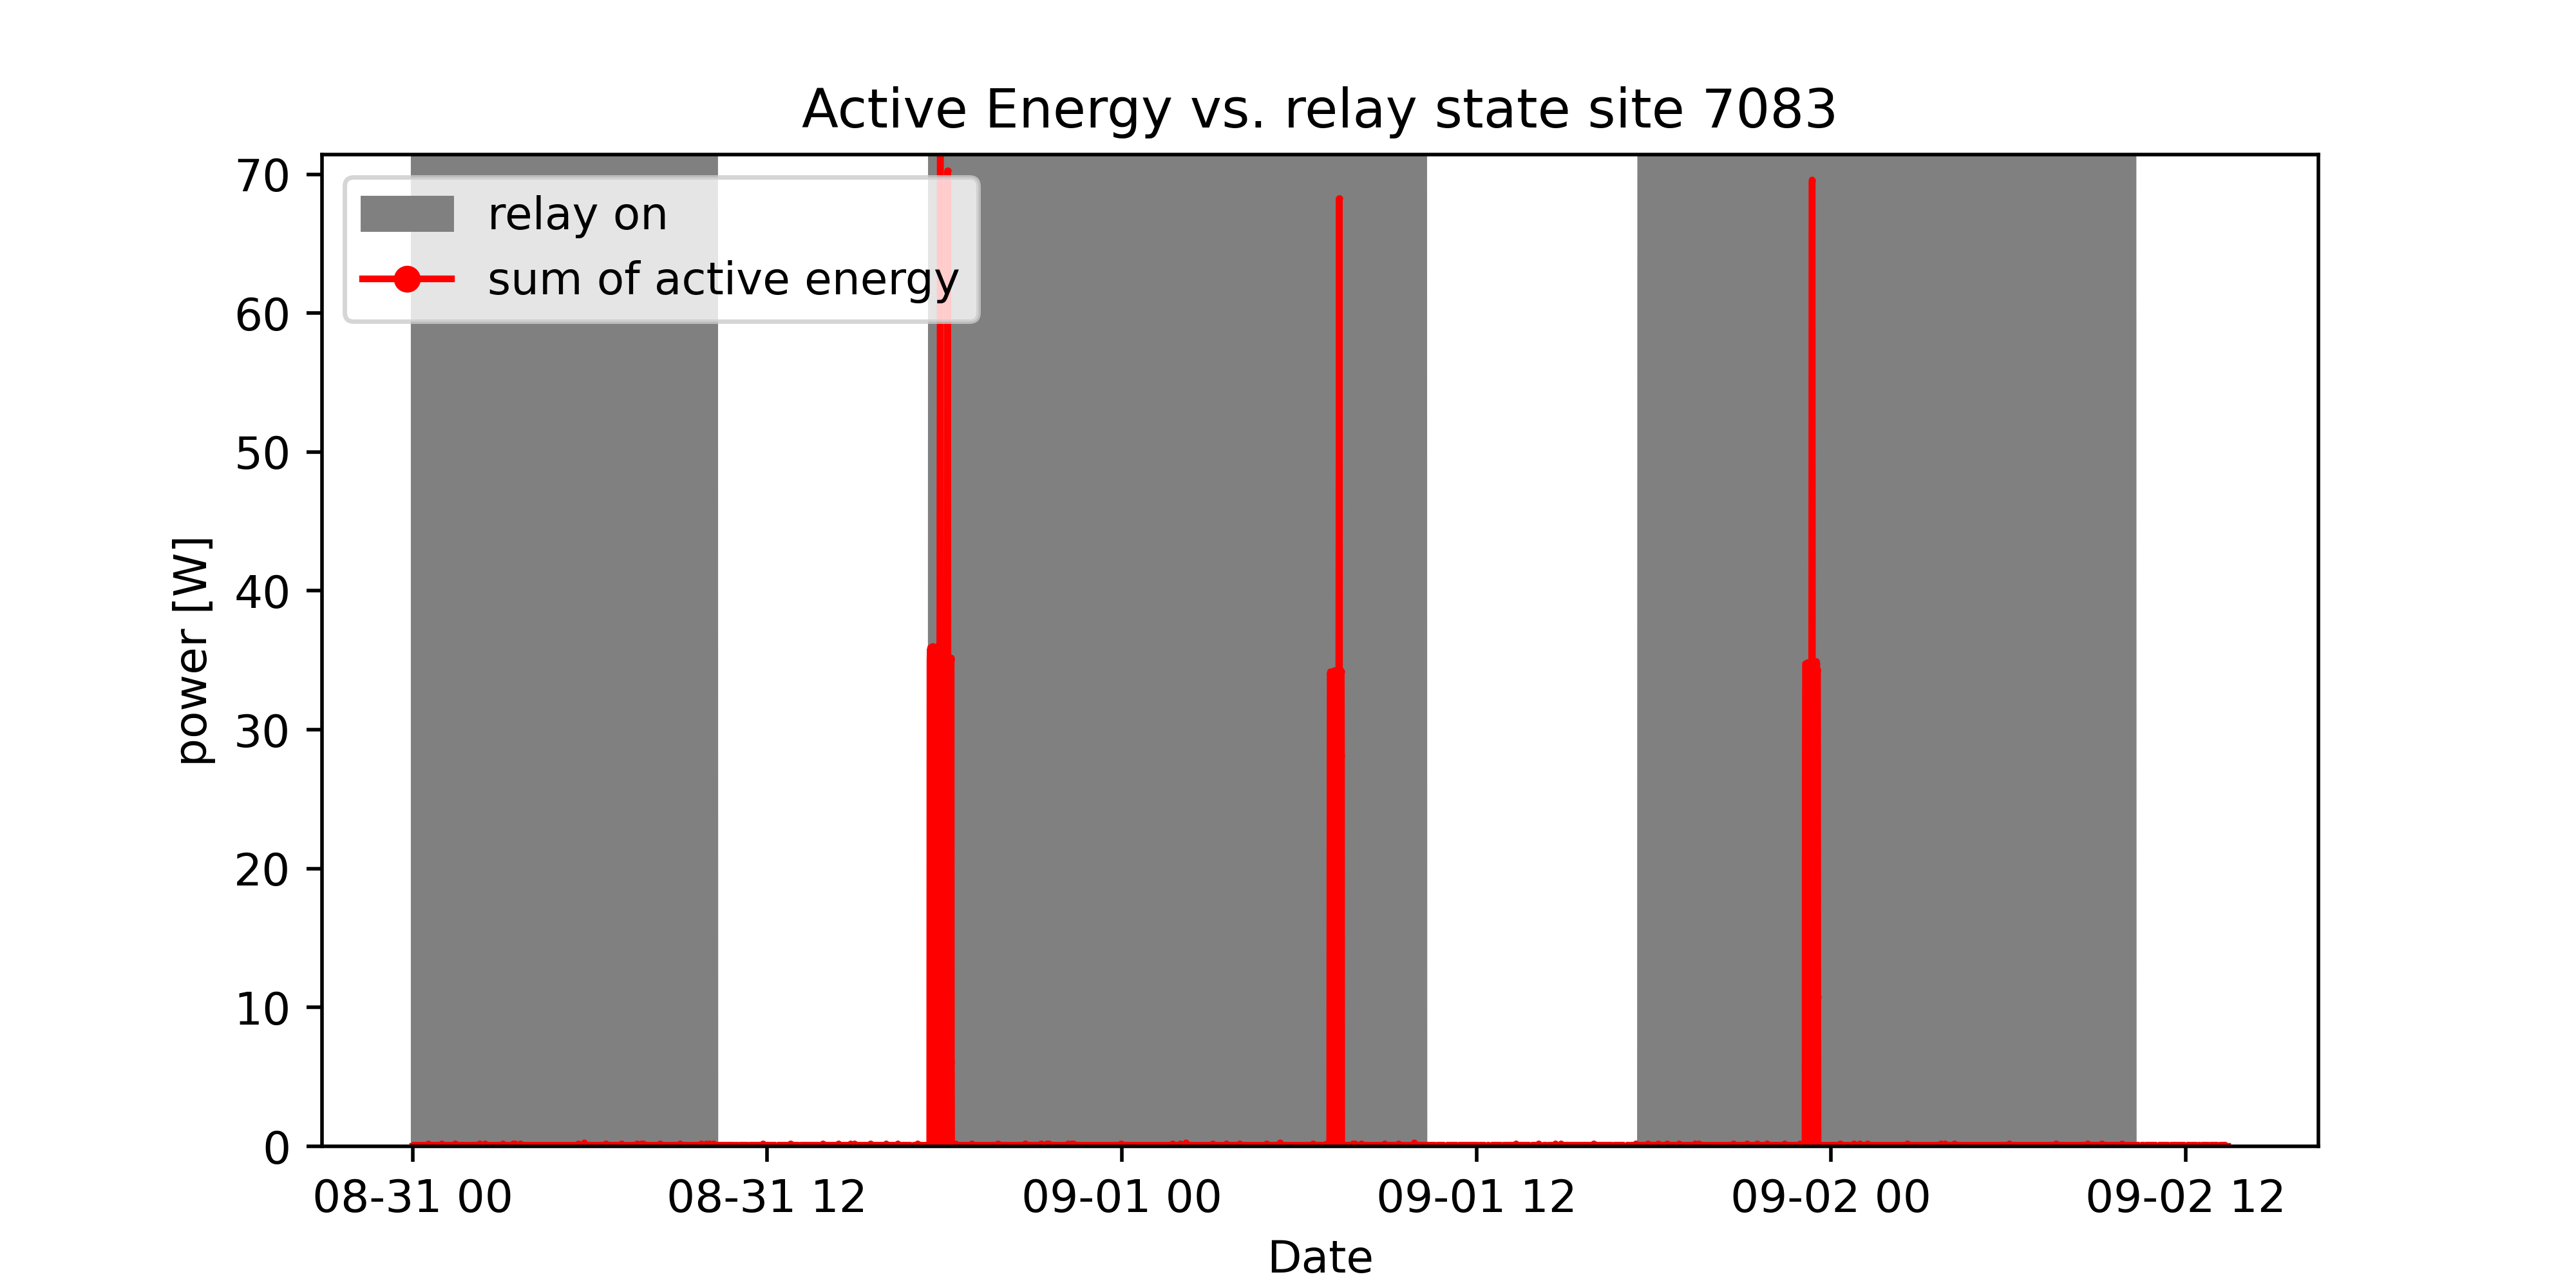 Active Energy vs. relay state site 7083
70
60
50
40
30
20
10
0
power [W]
relay on
sum of active energy
08-31 00
08-31 12
09-01 00
09-01 12
09-02 00
09-02 12
Date